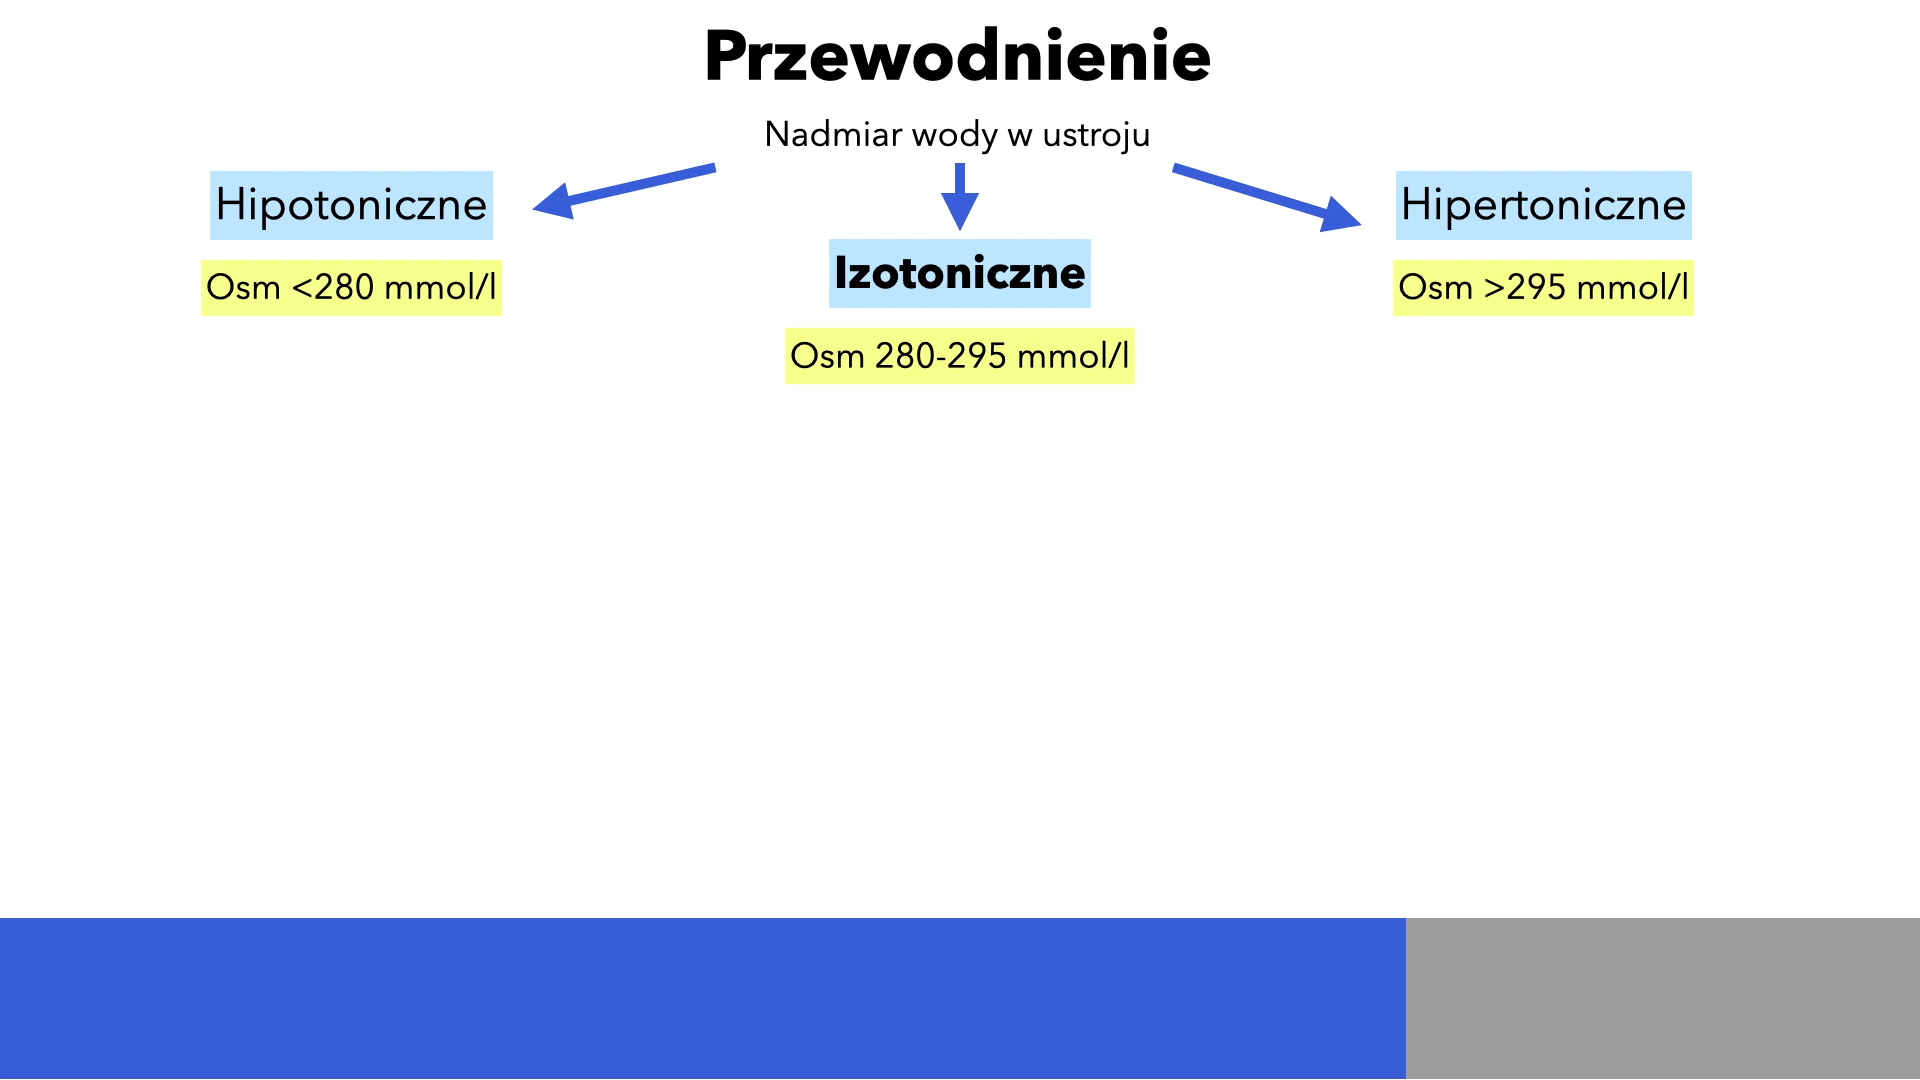 Przewodnienie
Nadmiar wody w ustroju
Hipotoniczne
Osm <280 mmol/l
Izotoniczne
Osm 280-295 mmol/l
Hipertoniczne
Osm >295 mmol/l